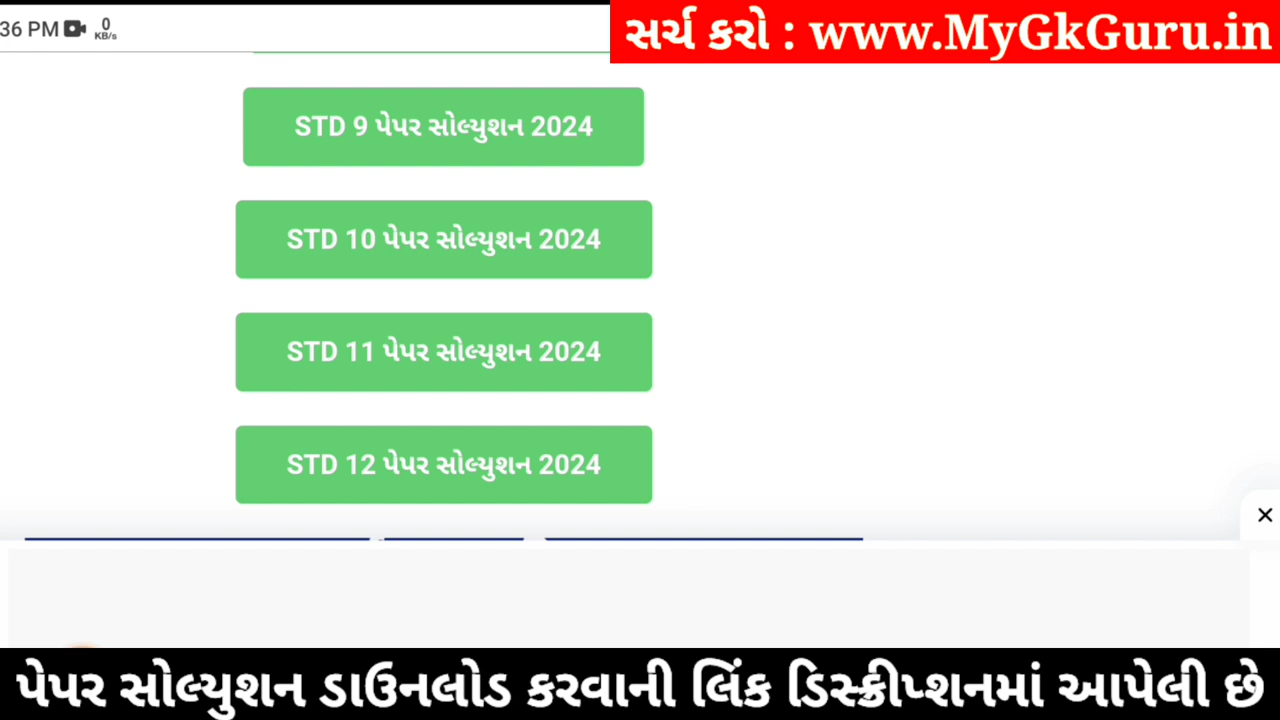 36 PM 0 KB/s
સર્ચ કરો : www.MyGkGuru.in
STD 9 પેપર સોલ્યુશન 2024
STD 10 પેપર સોલ્યુશન 2024
STD 11 પેપર સોલ્યુશન 2024
STD 12 પેપર સોલ્યુશન 2024
પેપર સોલ્યુશન ડાઉનલોડ કરવાની લિંક ડિસ્ક્રીપ્શનમાં આપેલી છે